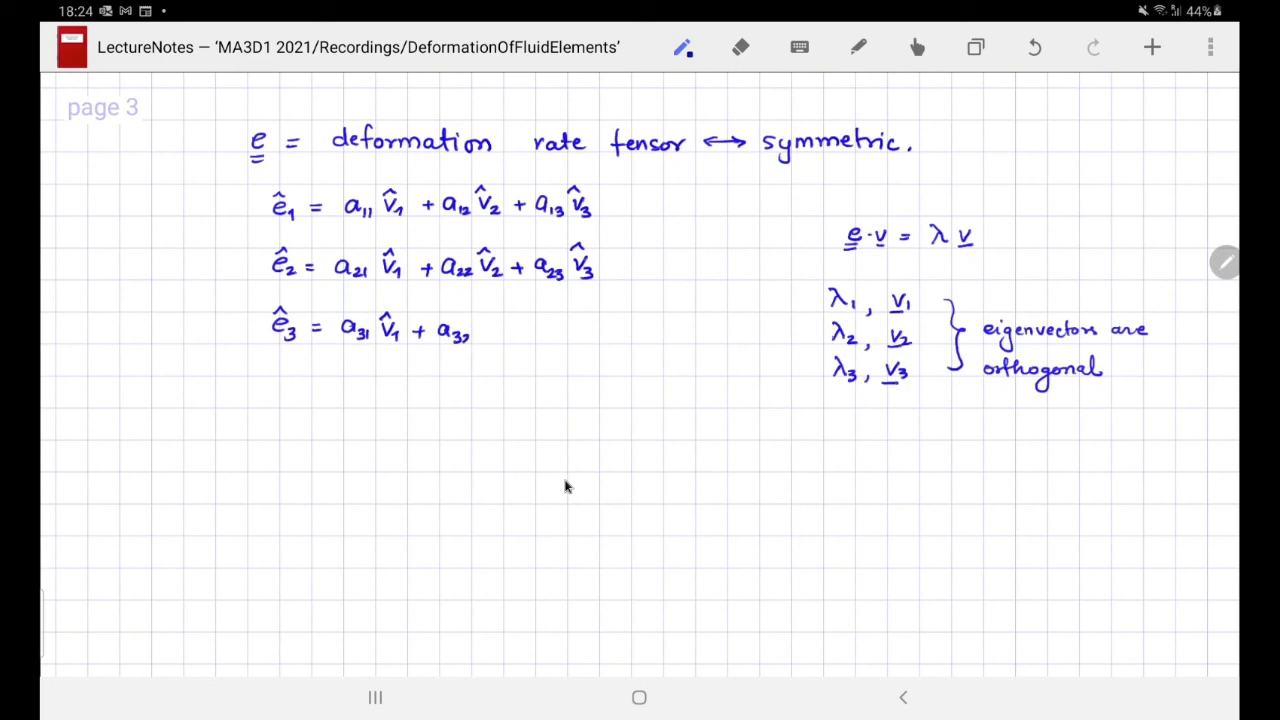 18:24
44%
LectureNotes — ‘MA3D1 2021/Recordings/DeformationOfFluidElements’
page 3
e = deformation rate tensor ↔ symmetric.
ê₁ = a₁₁ v̂₁ + a₁₂ v̂₂ + a₁₃ v̂₃
ê₂ = a₂₁ v̂₁ + a₂₂ v̂₂ + a₂₃ v̂₃
ê₃ = a₃₁ v̂₁ + a₃,
e · v = λ v
λ₁, v₁
λ₂, v₂
λ₃, v₃
eigenvectors are
orthogonal